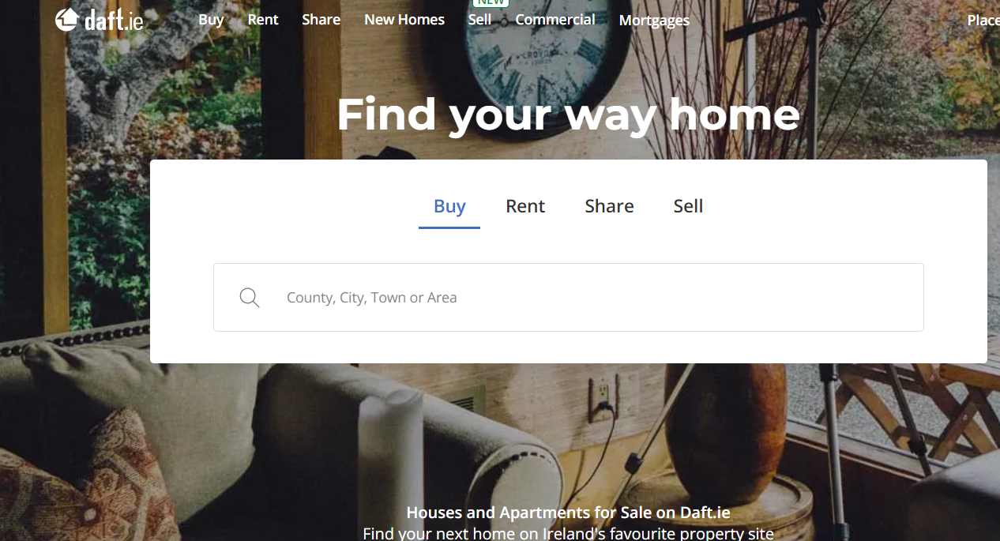 NEW
daft.ie Buy Rent Share New Homes Sell Commercial Mortgages Place
CROYDON
LONDON
Find your way home
Buy Rent Share Sell
County, City, Town or Area
Houses and Apartments for Sale on Daft.ie
Find your next home on Ireland's favourite property site